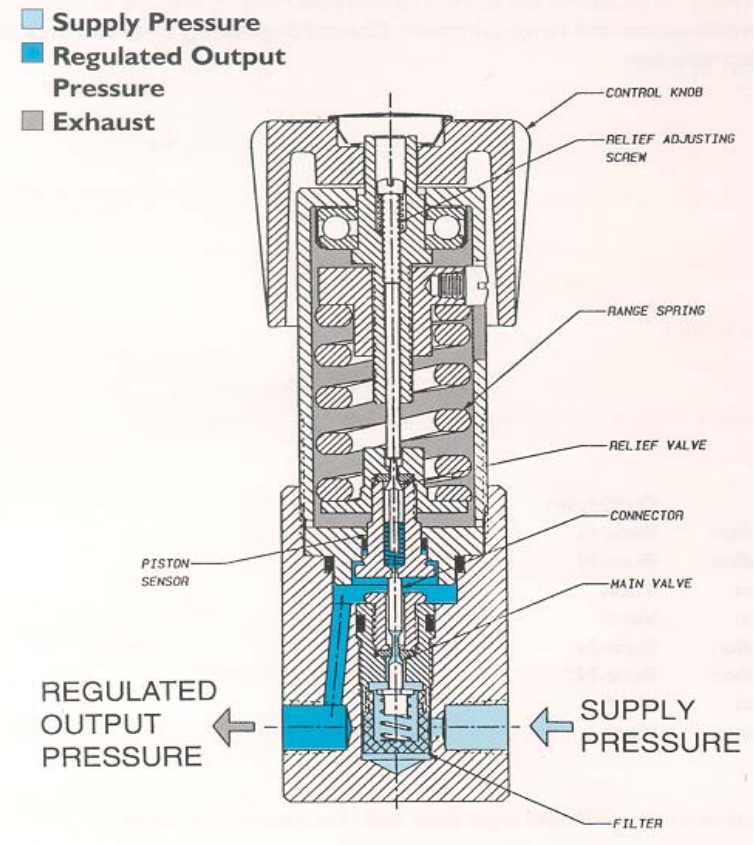 Supply Pressure
Regulated Output
Pressure
Exhaust
CONTROL KNOB
RELIEF ADJUSTING
SCREW
RANGE SPRING
RELIEF VALVE
CONNECTOR
PISTON
SENSOR
MAIN VALVE
REGULATED
OUTPUT
PRESSURE
SUPPLY
PRESSURE
FILTER